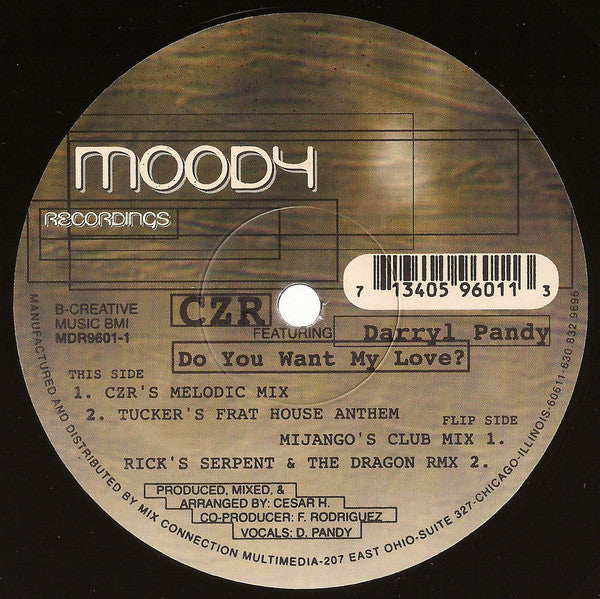 MOODY
RECORDINGS
7 13405 96011 3
B-CREATIVE
MUSIC BMI
MDR9601-1
CZR
FEATURING
Darryl Pandy
Do You Want My Love?
THIS SIDE
1. CZR'S MELODIC MIX
2. TUCKER'S FRAT HOUSE ANTHEM
FLIP SIDE
MIJANGO'S CLUB MIX 1.
RICK'S SERPENT & THE DRAGON RMX 2.
PRODUCED, MIXED, &
ARRANGED BY: CESAR H.
CO-PRODUCER: F. RODRIGUEZ
VOCALS: D. PANDY
MANUFACTURED AND DISTRIBUTED BY MIX CONNECTION MULTIMEDIA-207 EAST OHIO-SUITE 327-CHICAGO-ILLINOIS-60611-630-832-9696